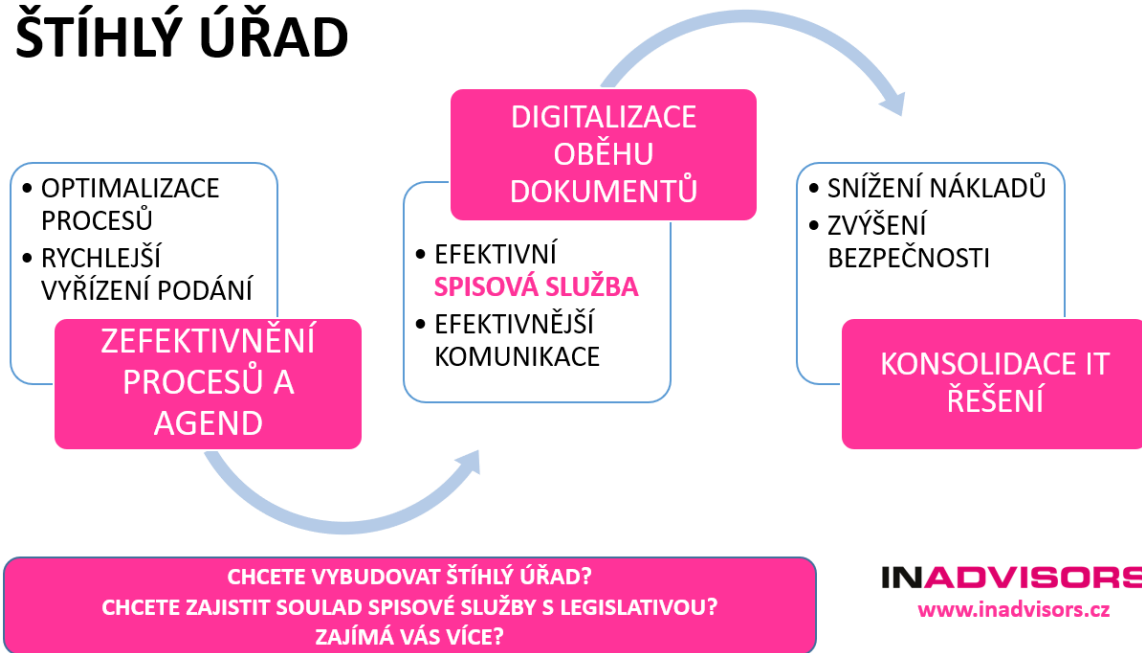 ŠTÍHLÝ ÚŘAD
• OPTIMALIZACE
PROCESŮ
• RYCHLEJŠÍ
VYŘÍZENÍ PODÁNÍ
ZEFEKTIVNĚNÍ
PROCESŮ A
AGEND
DIGITALIZACE
OBĚHU
DOKUMENTŮ
• EFEKTIVNÍ
SPISOVÁ SLUŽBA
• EFEKTIVNĚJŠÍ
KOMUNIKACE
• SNÍŽENÍ NÁKLADŮ
• ZVÝŠENÍ
BEZPEČNOSTI
KONSOLIDACE IT
ŘEŠENÍ
CHCETE VYBUDOVAT ŠTÍHLÝ ÚŘAD?
CHCETE ZAJISTIT SOULAD SPISOVÉ SLUŽBY S LEGISLATIVOU?
ZAJÍMÁ VÁS VÍCE?
INADVISORS
www.inadvisors.cz